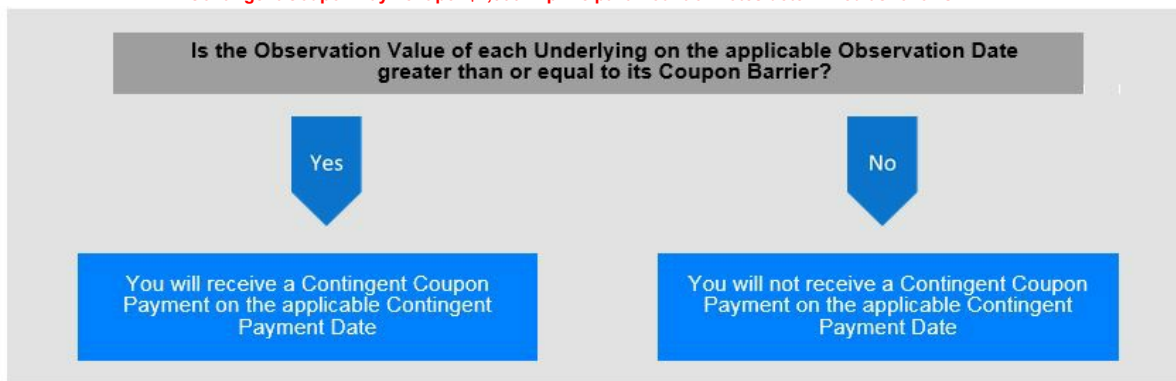 Is the Observation Value of each Underlying on the applicable Observation Date
greater than or equal to its Coupon Barrier?
Yes
No
You will receive a Contingent Coupon
Payment on the applicable Contingent
Payment Date
You will not receive a Contingent Coupon
Payment on the applicable Contingent
Payment Date